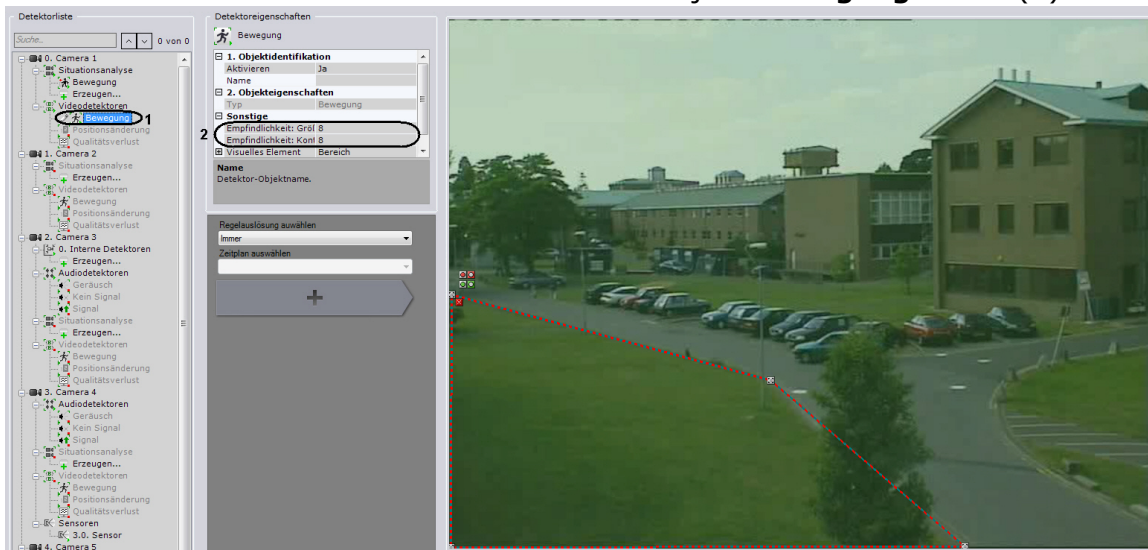 Detektorliste
Suche...
0 von 0
0. Camera 1
Situationsanalyse
Bewegung
Erzeugen...
Videodetektoren
Bewegung
1
Positionsänderung
Qualitätsverlust
1. Camera 2
Situationsanalyse
Erzeugen...
Videodetektoren
Bewegung
Positionsänderung
Qualitätsverlust
2. Camera 3
0. Interne Detektoren
Erzeugen...
Audiodetektoren
Geräusch
Kein Signal
Signal
Situationsanalyse
Erzeugen...
Videodetektoren
Bewegung
Positionsänderung
Qualitätsverlust
3. Camera 4
Audiodetektoren
Geräusch
Kein Signal
Signal
Situationsanalyse
Erzeugen...
Videodetektoren
Bewegung
Positionsänderung
Qualitätsverlust
Sensoren
3.0. Sensor
4. Camera 5
Detektoreigenschaften
Bewegung
1. Objektidentifikation
Aktivieren Ja
Name
2. Objekteigenschaften
Typ Bewegung
Sonstige
2
Empfindlichkeit: Gröl 8
Empfindlichkeit: Kont 8
Visuelles Element Bereich
Name
Detektor-Objektname.
Regelauslösung auwählen
Immer
Zeitplan auswählen